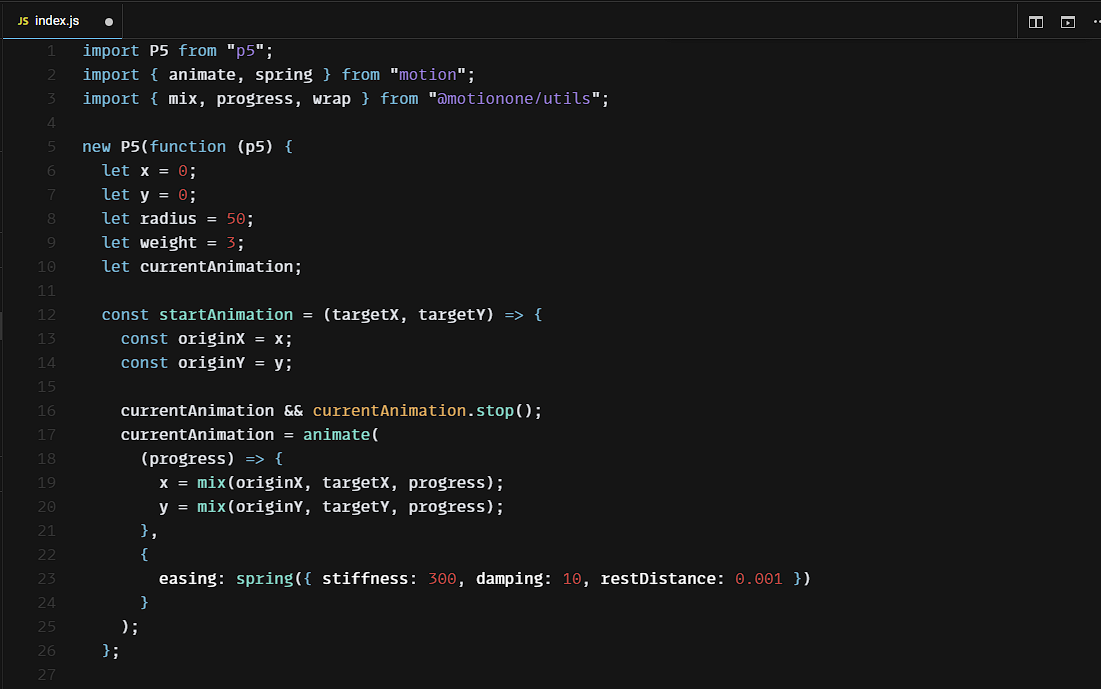 JS index.js
1 import P5 from "p5";
2 import { animate, spring } from "motion";
3 import { mix, progress, wrap } from "@motionone/utils";
4
5 new P5(function (p5) {
6   let x = 0;
7   let y = 0;
8   let radius = 50;
9   let weight = 3;
10   let currentAnimation;
11
12   const startAnimation = (targetX, targetY) => {
13     const originX = x;
14     const originY = y;
15
16     currentAnimation && currentAnimation.stop();
17     currentAnimation = animate(
18       (progress) => {
19         x = mix(originX, targetX, progress);
20         y = mix(originY, targetY, progress);
21       },
22       {
23         easing: spring({ stiffness: 300, damping: 10, restDistance: 0.001 })
24       }
25     );
26   };
27